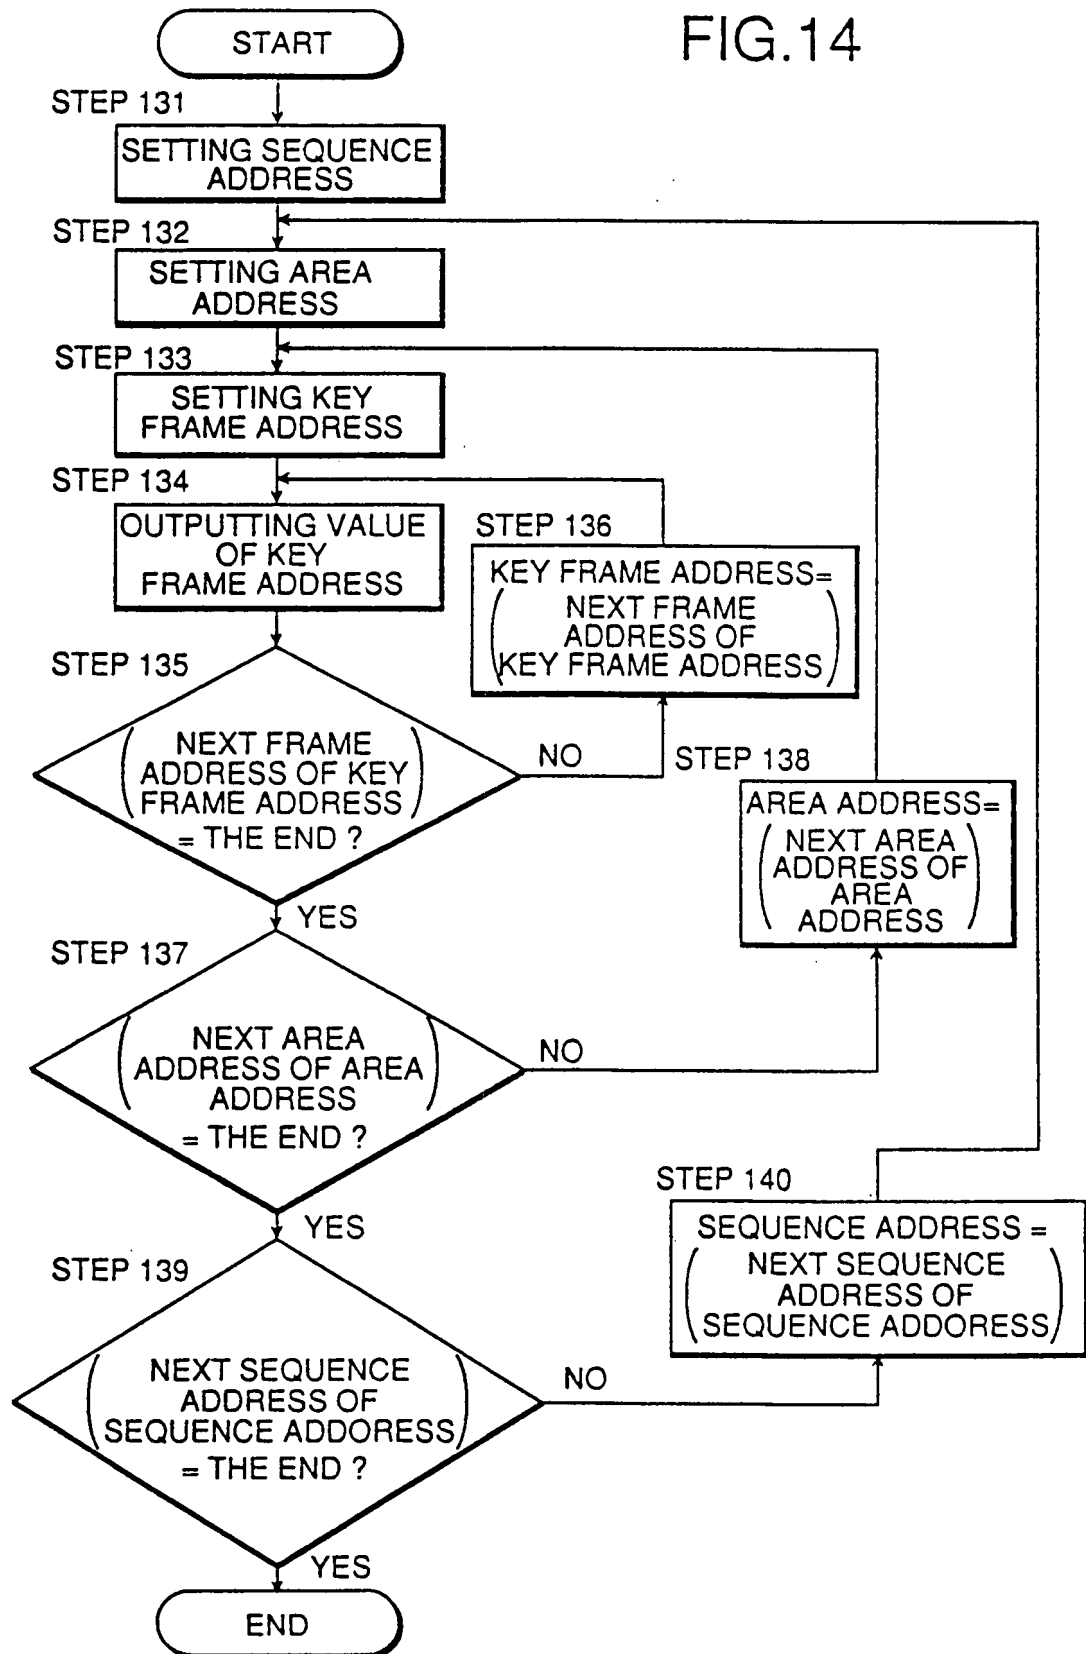 FIG.14
START
STEP 131
SETTING SEQUENCE
ADDRESS
STEP 132
SETTING AREA
ADDRESS
STEP 133
SETTING KEY
FRAME ADDRESS
STEP 134
OUTPUTTING VALUE
OF KEY
FRAME ADDRESS
STEP 136
KEY FRAME ADDRESS=
(NEXT FRAME
ADDRESS OF
KEY FRAME ADDRESS)
STEP 135
(NEXT FRAME
ADDRESS OF KEY
FRAME ADDRESS)
= THE END ?
NO
YES
STEP 138
AREA ADDRESS=
(NEXT AREA
ADDRESS OF
AREA
ADDRESS)
STEP 137
(NEXT AREA
ADDRESS OF AREA
ADDRESS)
= THE END ?
NO
YES
STEP 140
SEQUENCE ADDRESS =
(NEXT SEQUENCE
ADDRESS OF
SEQUENCE ADDORESS)
STEP 139
(NEXT SEQUENCE
ADDRESS OF
SEQUENCE ADDORESS)
= THE END ?
NO
YES
END